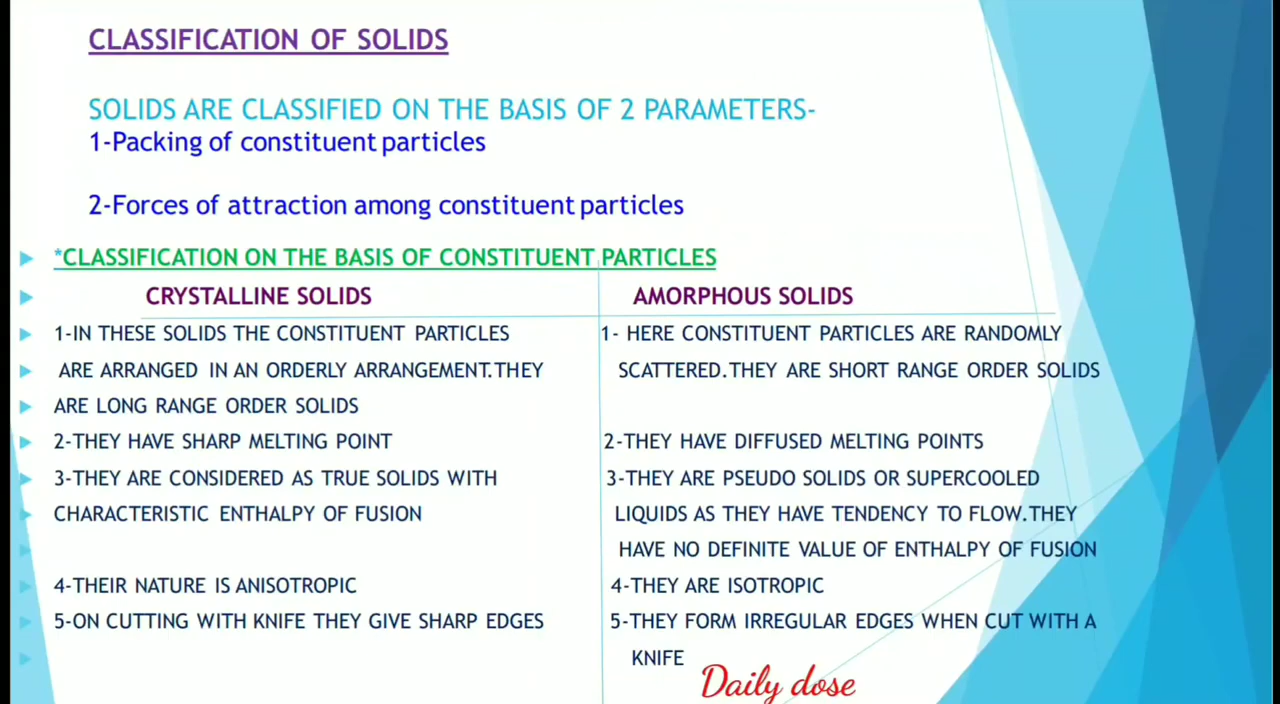 CLASSIFICATION OF SOLIDS
SOLIDS ARE CLASSIFIED ON THE BASIS OF 2 PARAMETERS-
1-Packing of constituent particles
2-Forces of attraction among constituent particles
*CLASSIFICATION ON THE BASIS OF CONSTITUENT PARTICLES
CRYSTALLINE SOLIDS
1-IN THESE SOLIDS THE CONSTITUENT PARTICLES
ARE ARRANGED IN AN ORDERLY ARRANGEMENT.THEY
ARE LONG RANGE ORDER SOLIDS
2-THEY HAVE SHARP MELTING POINT
3-THEY ARE CONSIDERED AS TRUE SOLIDS WITH
CHARACTERISTIC ENTHALPY OF FUSION
4-THEIR NATURE IS ANISOTROPIC
5-ON CUTTING WITH KNIFE THEY GIVE SHARP EDGES
AMORPHOUS SOLIDS
1- HERE CONSTITUENT PARTICLES ARE RANDOMLY
SCATTERED.THEY ARE SHORT RANGE ORDER SOLIDS
2-THEY HAVE DIFFUSED MELTING POINTS
3-THEY ARE PSEUDO SOLIDS OR SUPERCOOLED
LIQUIDS AS THEY HAVE TENDENCY TO FLOW.THEY
HAVE NO DEFINITE VALUE OF ENTHALPY OF FUSION
4-THEY ARE ISOTROPIC
5-THEY FORM IRREGULAR EDGES WHEN CUT WITH A
KNIFE
Daily dose